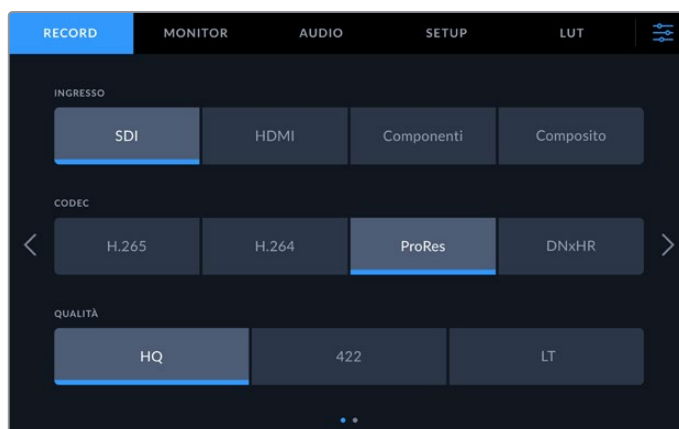 RECORD MONITOR AUDIO SETUP LUT
INGRESSO
SDI HDMI Componenti Composito
CODEC
H.265 H.264 ProRes DNxHR
QUALITÀ
HQ 422 LT